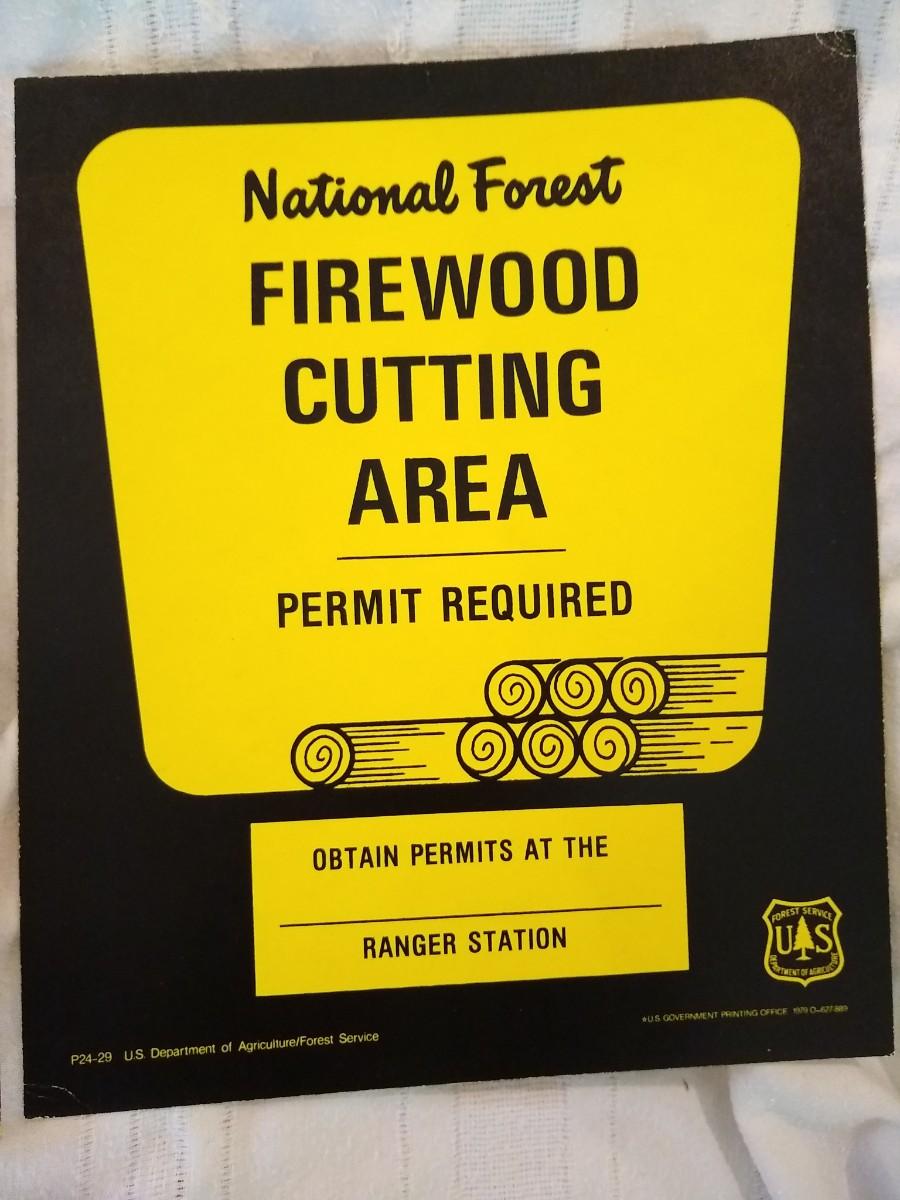 National Forest
FIREWOOD
CUTTING
AREA
PERMIT REQUIRED
OBTAIN PERMITS AT THE
RANGER STATION
FOREST SERVICE
U S
DEPARTMENT OF AGRICULTURE
★U.S. GOVERNMENT PRINTING OFFICE 1979 O-627-889
P24-29 U.S. Department of Agriculture/Forest Service